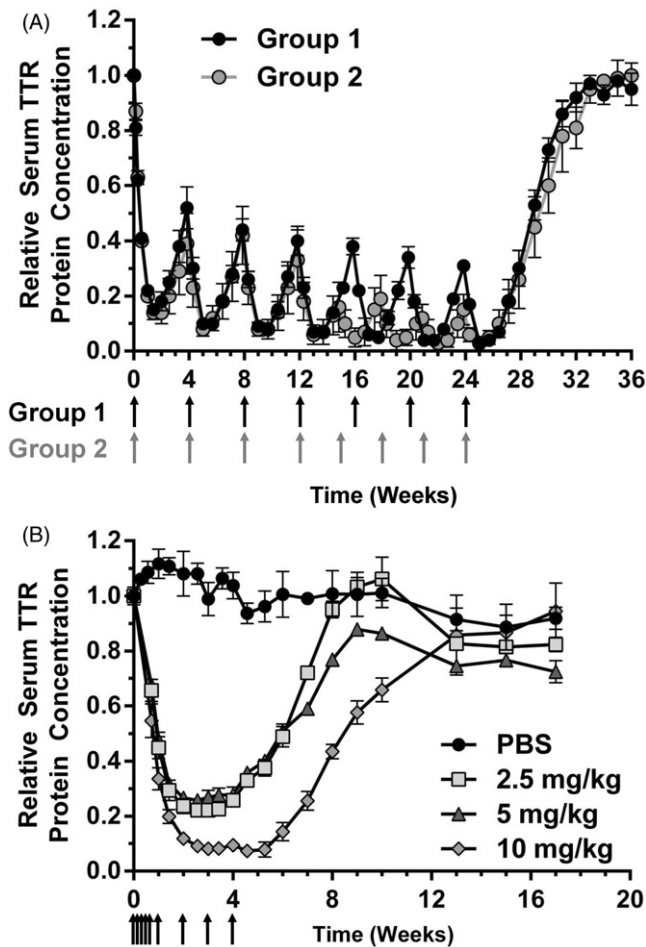 (A)
Group 1
Group 2
Relative Serum TTR
Protein Concentration
1.0
0.8
0.6
0.4
0.2
0.0
0 4 8 12 16 20 24 28 32 36
Group 1
Group 2
Time (Weeks)
(B)
Relative Serum TTR
Protein Concentration
1.2
1.0
0.8
0.6
0.4
0.2
0.0
PBS
2.5 mg/kg
5 mg/kg
10 mg/kg
0 4 8 12 16 20
Time (Weeks)